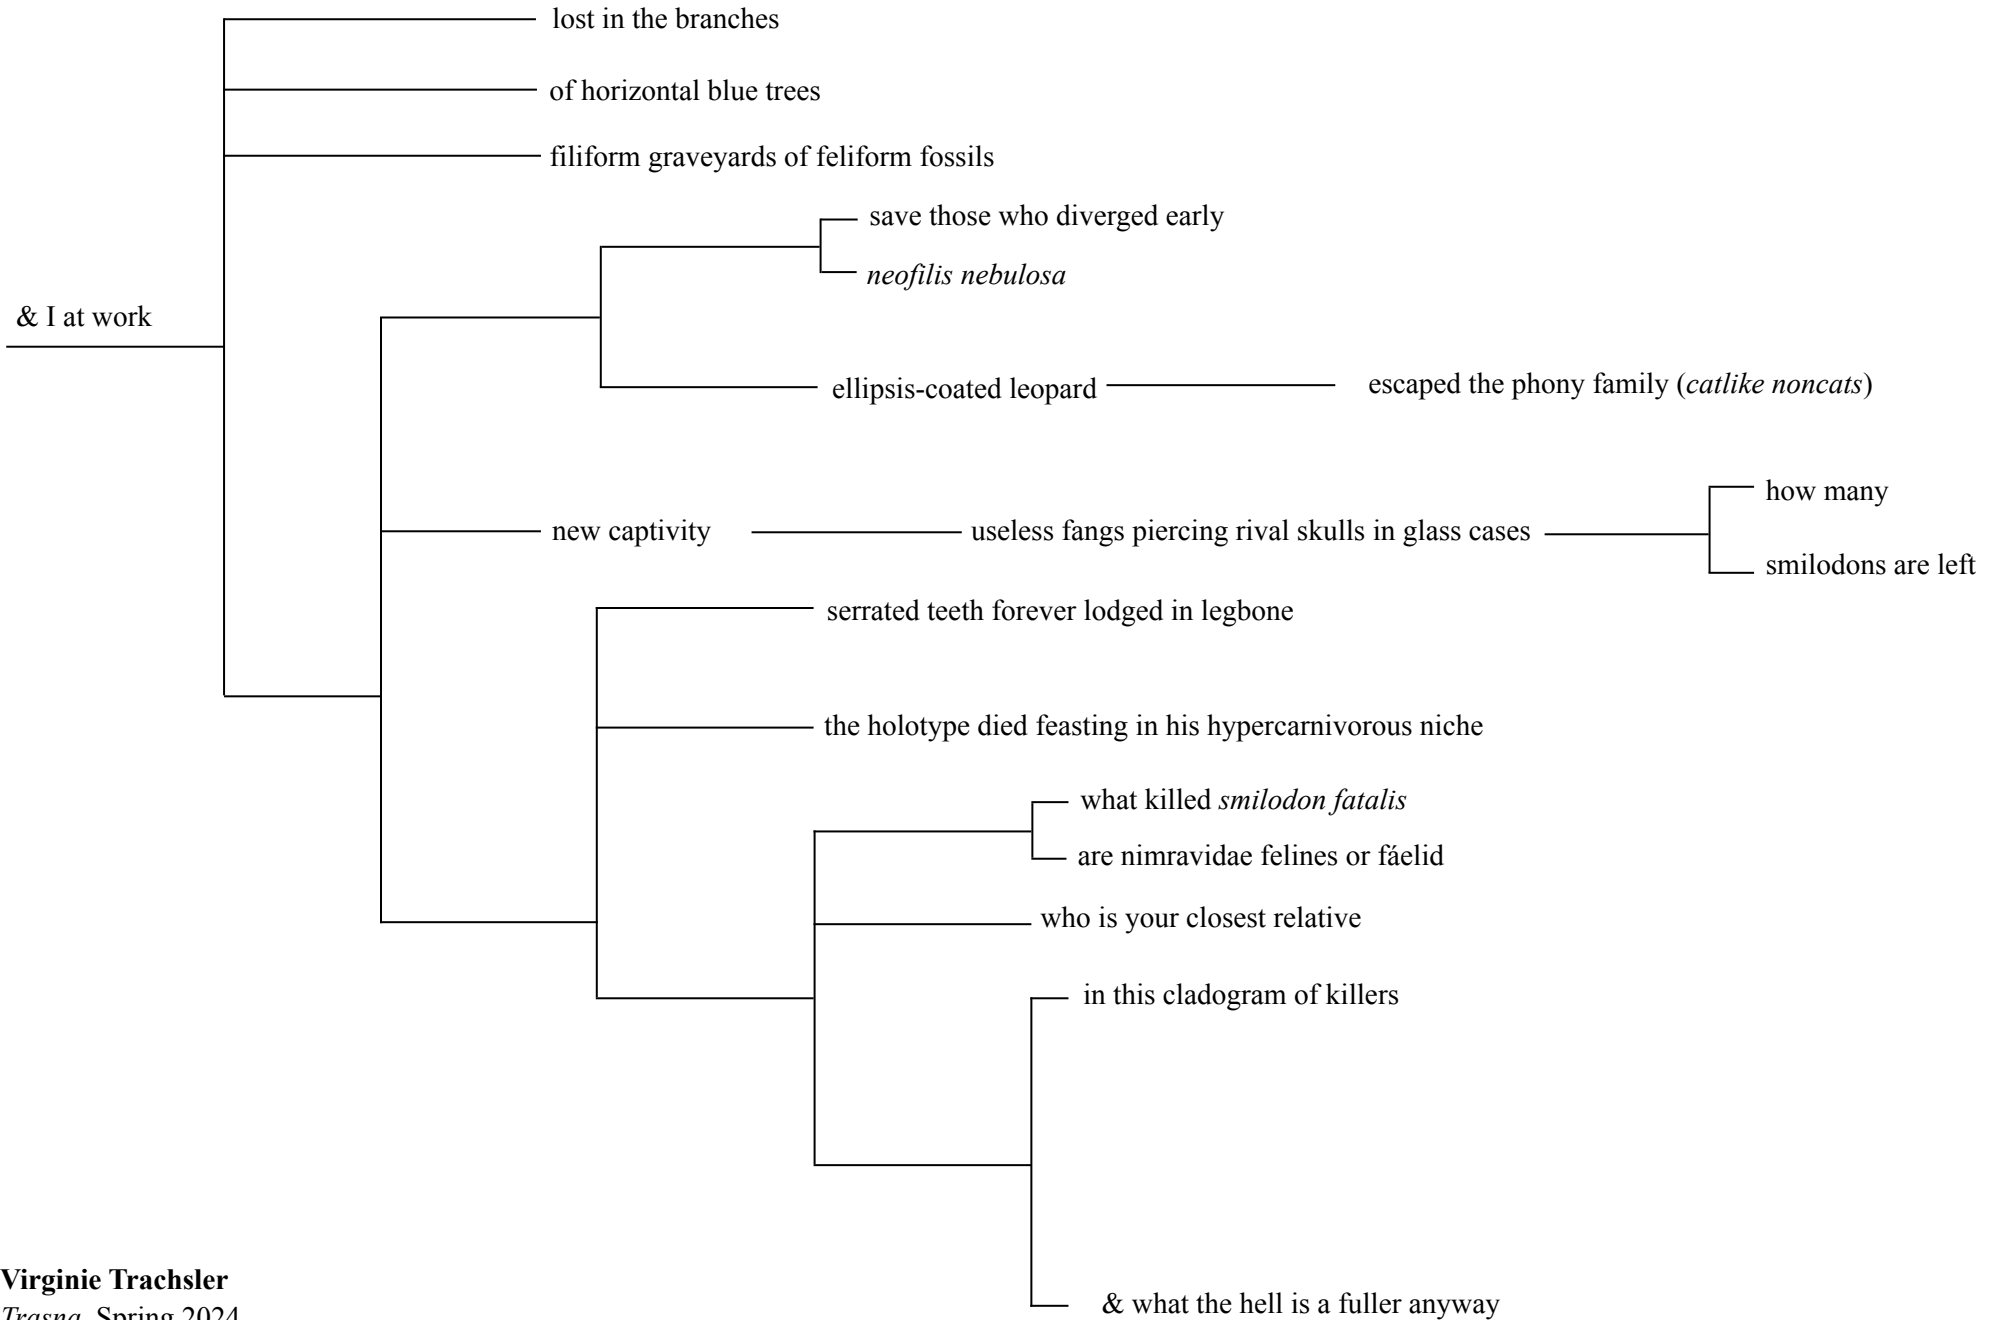 lost in the branches
of horizontal blue trees
filiform graveyards of feliform fossils
save those who diverged early
neofilis nebulosa
& I at work
ellipsis-coated leopard
escaped the phony family (catlike noncats)
new captivity
useless fangs piercing rival skulls in glass cases
how many
smilodons are left
serrated teeth forever lodged in legbone
the holotype died feasting in his hypercarnivorous niche
what killed smilodon fatalis
are nimravidae felines or fáelid
who is your closest relative
in this cladogram of killers
& what the hell is a fuller anyway
Virginie Trachsler
Trasna, Spring 2024